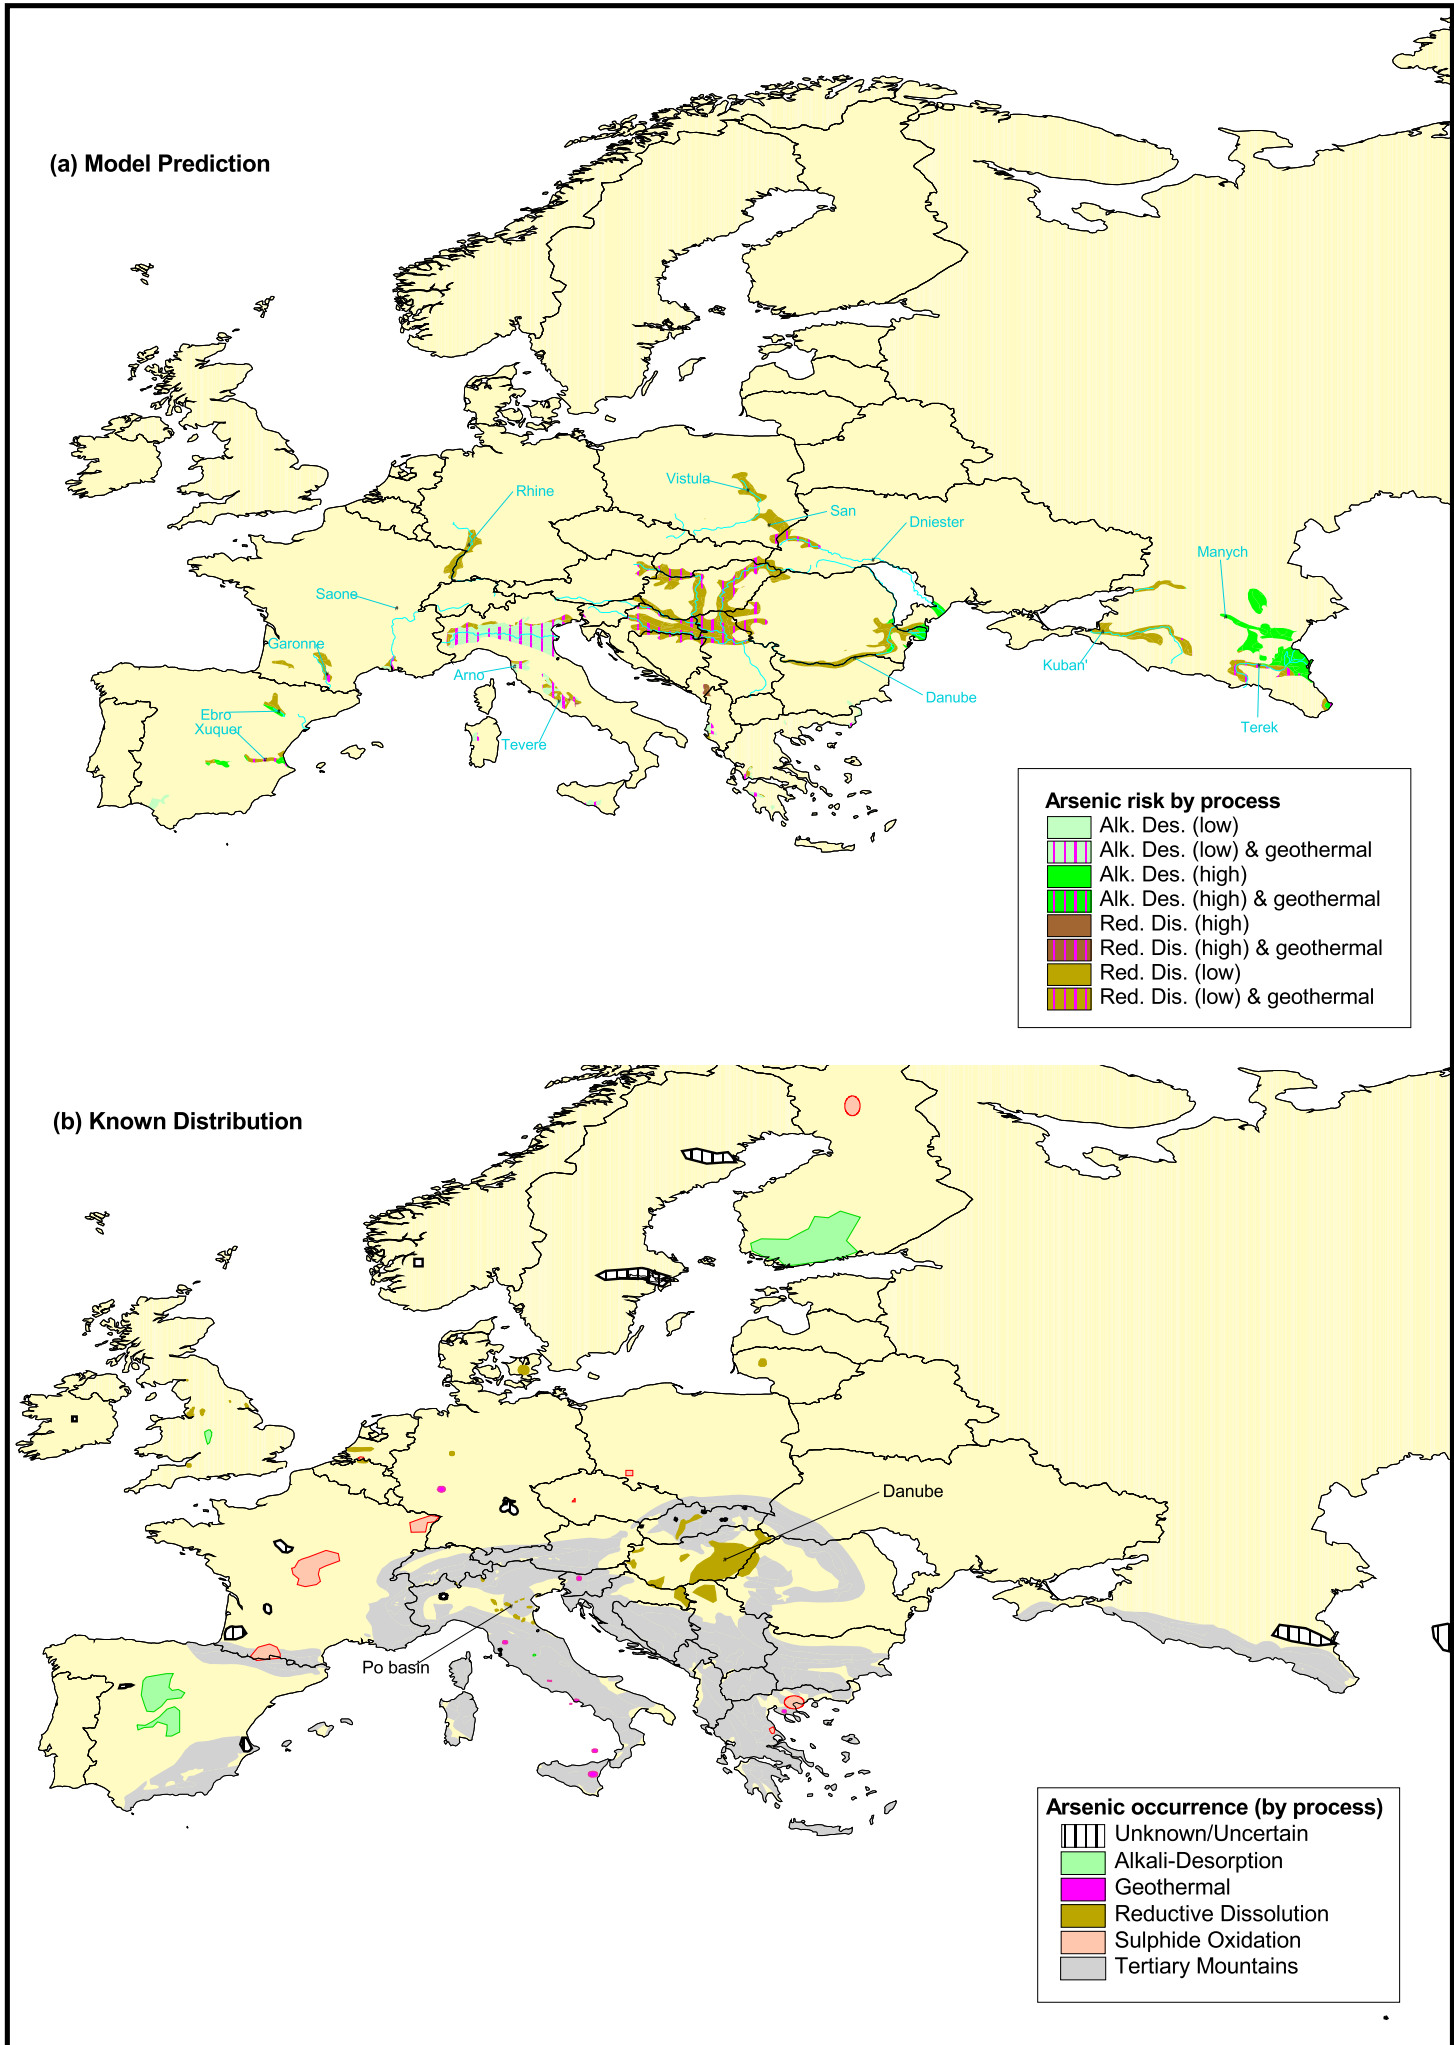 (a) Model Prediction
Vistula
Rhine
San
Dniester
Manych
Saone
Garonne
Kuban'
Arno
Danube
Ebro
Xuquer
Terek
Tevere
Arsenic risk by process
Alk. Des. (low)
Alk. Des. (low) & geothermal
Alk. Des. (high)
Alk. Des. (high) & geothermal
Red. Dis. (high)
Red. Dis. (high) & geothermal
Red. Dis. (low)
Red. Dis. (low) & geothermal
(b) Known Distribution
Danube
Po basin
Arsenic occurrence (by process)
Unknown/Uncertain
Alkali-Desorption
Geothermal
Reductive Dissolution
Sulphide Oxidation
Tertiary Mountains